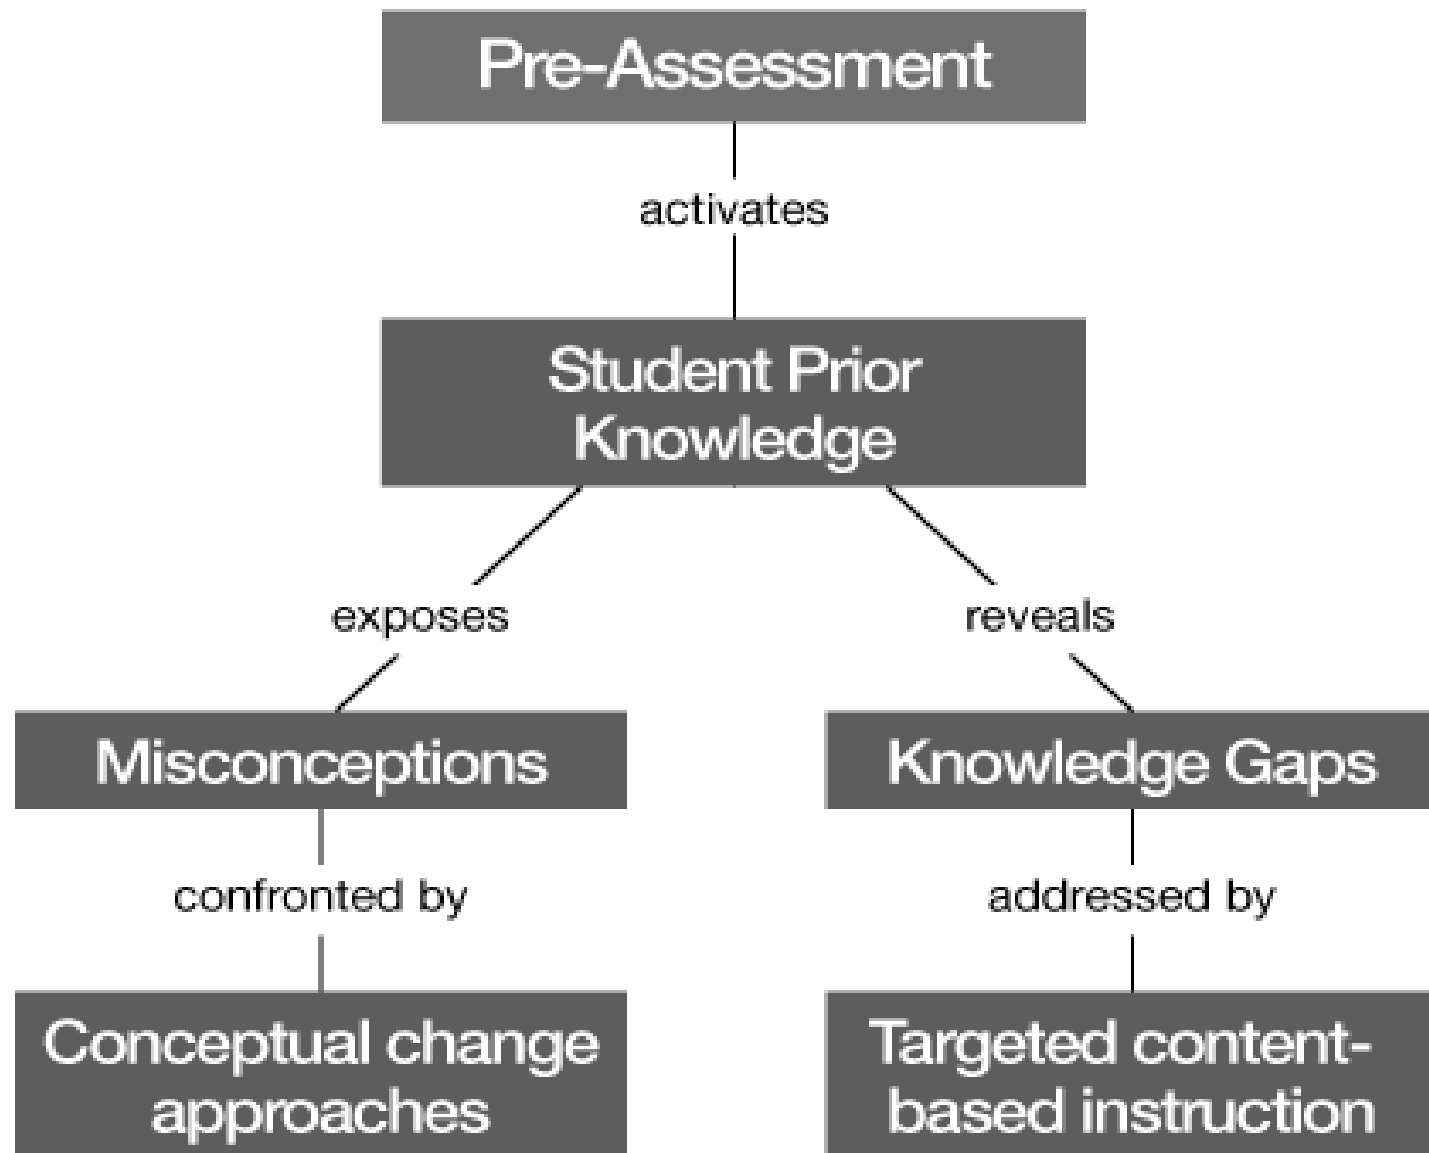 Pre-Assessment
activates
Student Prior
Knowledge
exposes
reveals
Misconceptions
Knowledge Gaps
confronted by
addressed by
Conceptual change
approaches
Targeted content-
based instruction